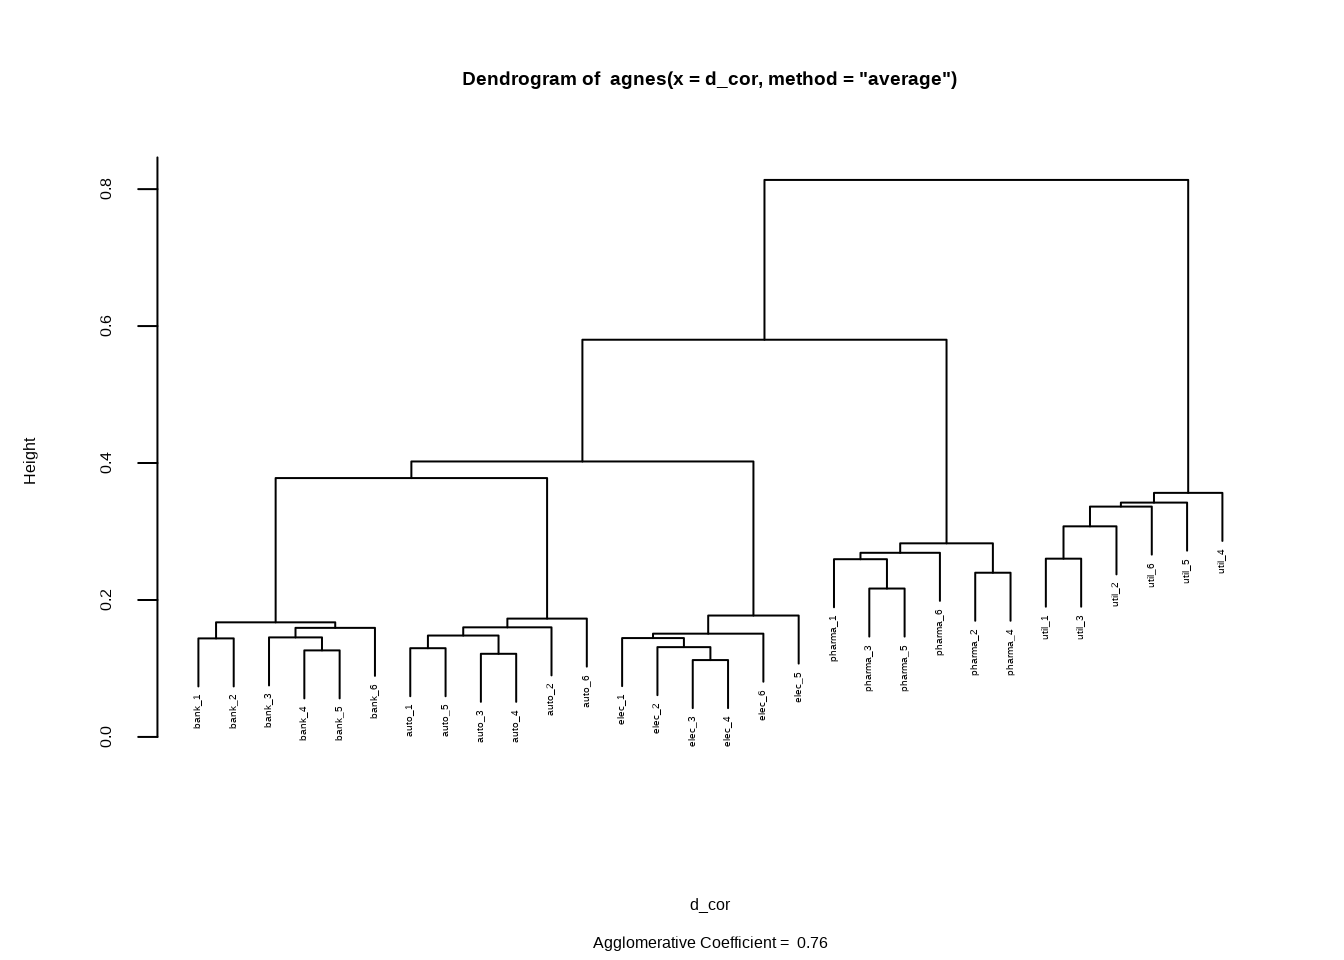 Dendrogram of  agnes(x = d_cor, method = "average")
Height
0.8
0.6
0.4
0.2
0.0
bank_1
bank_2
bank_3
bank_4
bank_5
bank_6
auto_1
auto_5
auto_3
auto_4
auto_2
auto_6
elec_1
elec_2
elec_3
elec_4
elec_6
elec_5
pharma_1
pharma_3
pharma_5
pharma_6
pharma_2
pharma_4
util_1
util_3
util_2
util_6
util_5
util_4
d_cor
Agglomerative Coefficient =  0.76